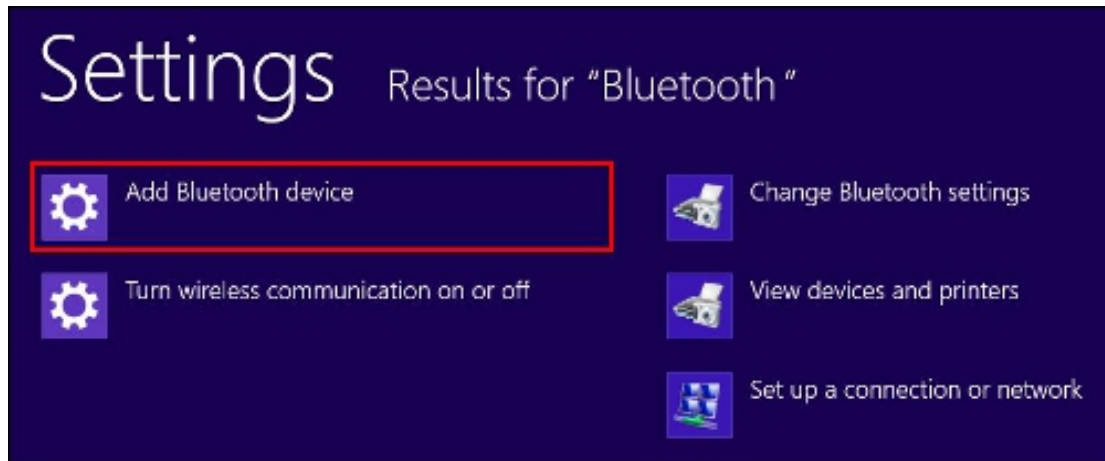 Settings Results for "Bluetooth "
Add Bluetooth device
Change Bluetooth settings
Turn wireless communication on or off
View devices and printers
Set up a connection or network